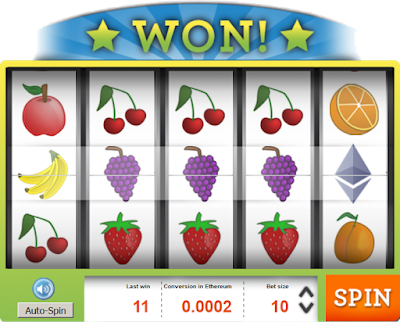 WON!
Last win
Conversion in Ethereum
Bet size
11
0.0002
10
SPIN
Auto-Spin